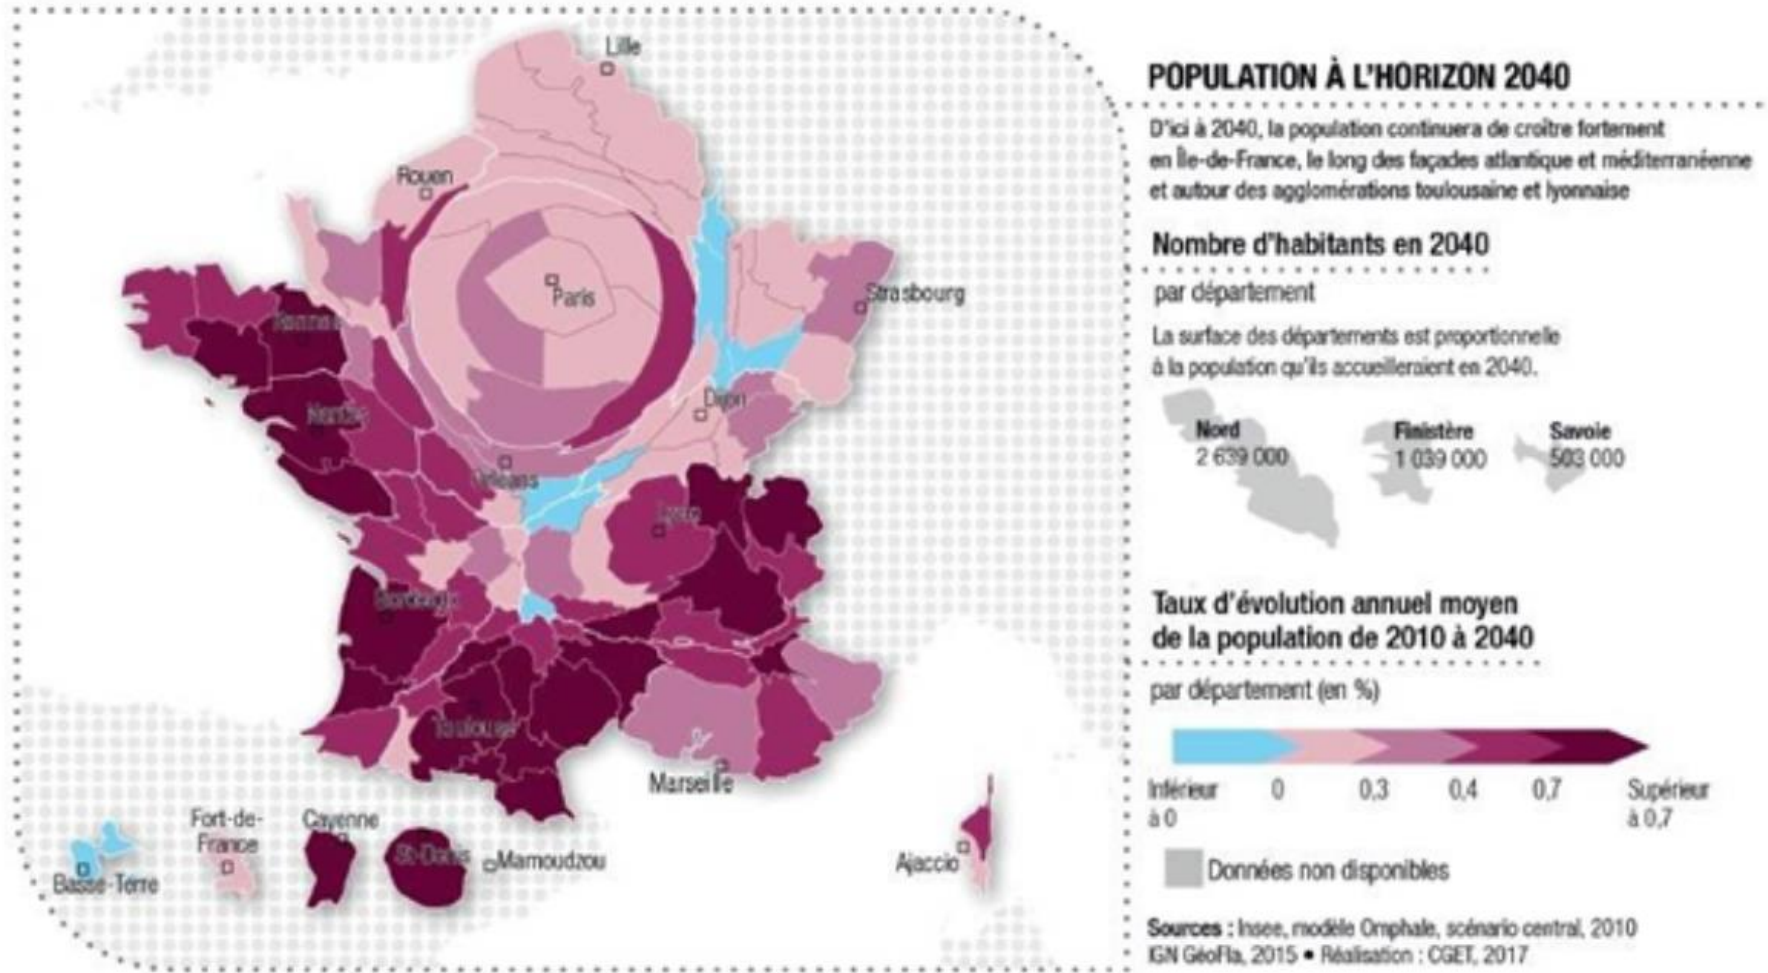 Lille
Rouen
Paris
Strasbourg
Rennes
Nantes
Dijon
Orléans
Lyon
Bordeaux
Toulouse
Marseille
Fort-de-
France
Cayenne
St-Denis
Mamoudzou
Basse-Terre
Ajaccio
POPULATION À L'HORIZON 2040
D'ici à 2040, la population continuera de croître fortement
en Île-de-France, le long des façades atlantique et méditerranéenne
et autour des agglomérations toulousaine et lyonnaise
Nombre d'habitants en 2040
par département
La surface des départements est proportionnelle
à la population qu'ils accueilleraient en 2040.
Nord
2 639 000
Finistère
1 039 000
Savoie
503 000
Taux d'évolution annuel moyen
de la population de 2010 à 2040
par département (en %)
Inférieur
à 0
0
0,3
0,4
0,7
Supérieur
à 0,7
Données non disponibles
Sources : Insee, modèle Omphale, scénario central, 2010
IGN GéoFla, 2015 • Réalisation : CGET, 2017